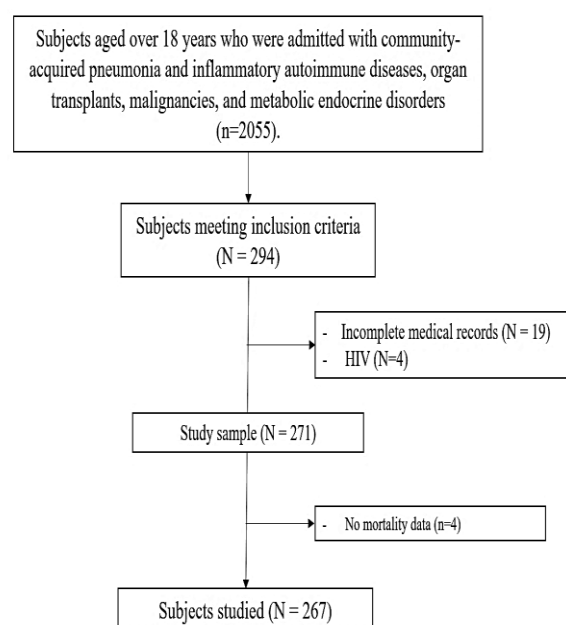 Subjects aged over 18 years who were admitted with community-
acquired pneumonia and inflammatory autoimmune diseases, organ
transplants, malignancies, and metabolic endocrine disorders
(n=2055).
Subjects meeting inclusion criteria
(N = 294)
- Incomplete medical records (N = 19)
- HIV (N=4)
Study sample (N = 271)
- No mortality data (n=4)
Subjects studied (N = 267)